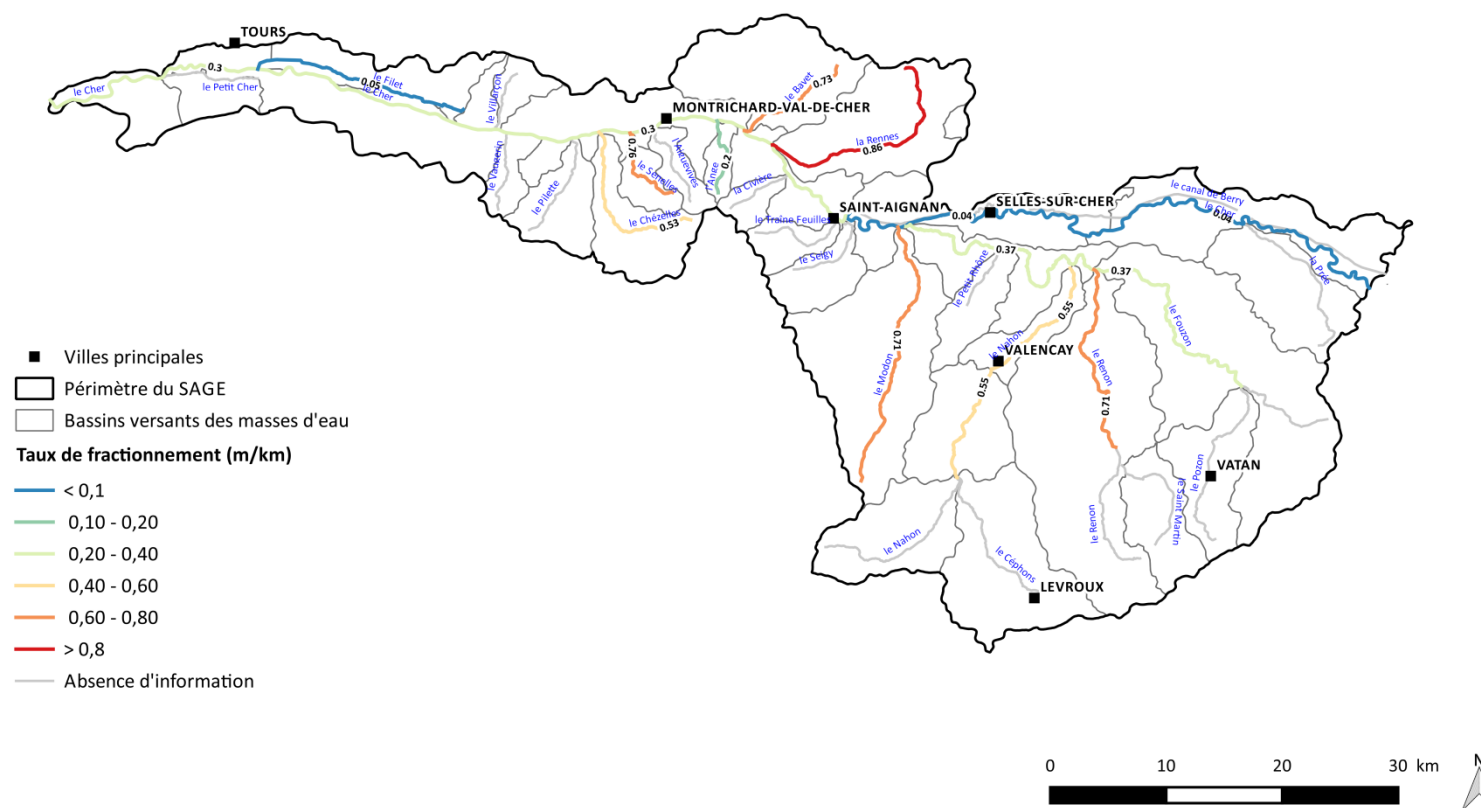 TOURS
0.3
le Cher
le Petit Cher
le Filet
0.05
le Cher
le Villarçon
le Vauzerin
le Pilette
MONTRICHARD-VAL-DE-CHER
0.3
0.76
le Senelles
l'Aiguevives
l'Ange
0.2
le Chézelles
0.53
le Bavet
0.73
la Rennes
0.86
la Civière
SAINT-AIGNAN
le Traîne Feuilles
le Seigy
0.04
SELLES-SUR-CHER
le canal de Berry
le Cher
0.04
la Prée
0.37
le Petit Rhône
0.37
le Fouzon
0.55
le Nahon
VALENCAY
0.55
0.71
le Modon
le Renon
0.71
VATAN
le Pozon
le Saint Martin
le Renon
le Nahon
le Céphons
LEVROUX
Villes principales
Périmètre du SAGE
Bassins versants des masses d'eau
Taux de fractionnement (m/km)
< 0,1
0,10 - 0,20
0,20 - 0,40
0,40 - 0,60
0,60 - 0,80
> 0,8
Absence d'information
0 10 20 30 km
N